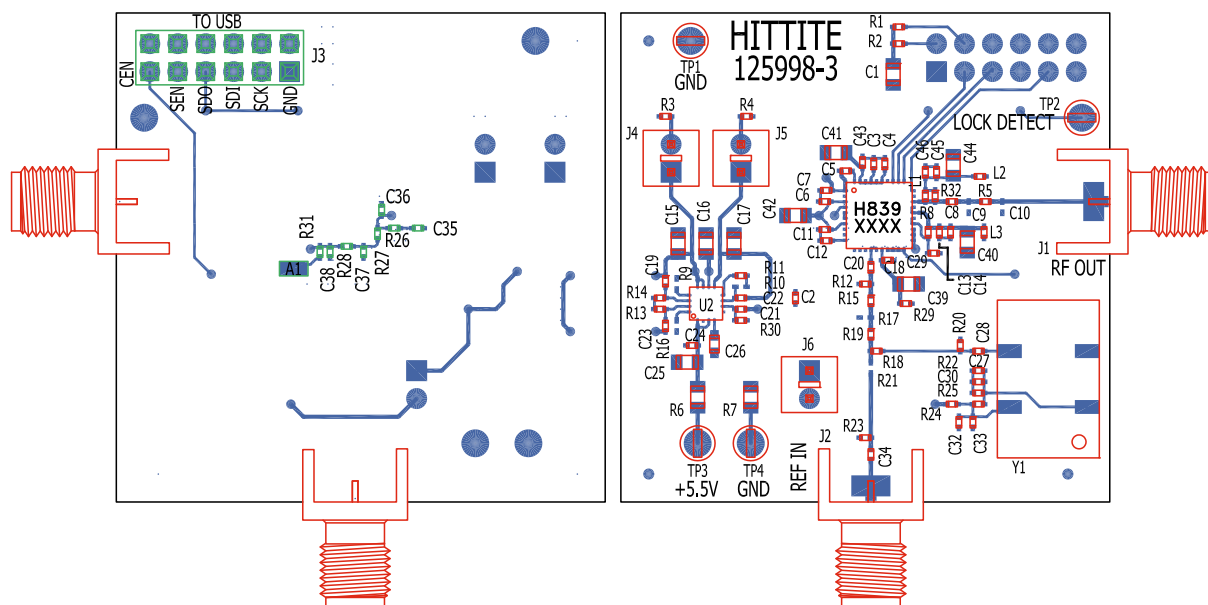 TO USB
J3
CEN
SEN
SDO
SDI
SCK
GND
C36
R31
R26
C35
A1
C38
R28
C37
R27
HITTITE
125998-3
TP1
GND
R1
R2
C1
TP2
LOCK DETECT
R3
R4
J4
J5
C41
C43
C3
C4
C46
C45
C44
C5
C7
C6
L1
L2
R32
R5
C42
H839
XXXX
R8
C8
C9
C10
L3
C15
C16
C17
C11
C12
C40
J1
RF OUT
C19
R9
R11
R10
C20
C18
C29
C13
C14
R14
R13
U2
C22
C21
R30
C2
R12
R15
C39
R29
C23
R16
C24
C26
R17
R19
R20
C28
C25
J6
R18
R21
R22
C27
C30
R25
R24
R6
R7
C32
C33
R23
J2
C34
TP3
+5.5V
TP4
GND
REF IN
Y1